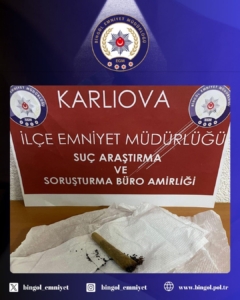 KARLIOVA
İLÇE EMNİYET MÜDÜRLÜĞÜ
SUÇ ARAŞTIRMA
VE
SORUŞTURMA BÜRO AMİRLİĞİ
bingol_emniyet
bingol_emniyet
www.bingol.pol.tr